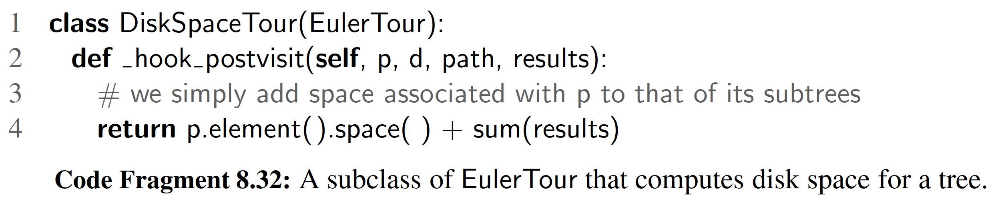 1 class DiskSpaceTour(EulerTour):
2 def _hook_postvisit(self, p, d, path, results):
3 # we simply add space associated with p to that of its subtrees
4 return p.element().space( ) + sum(results)
Code Fragment 8.32: A subclass of EulerTour that computes disk space for a tree.